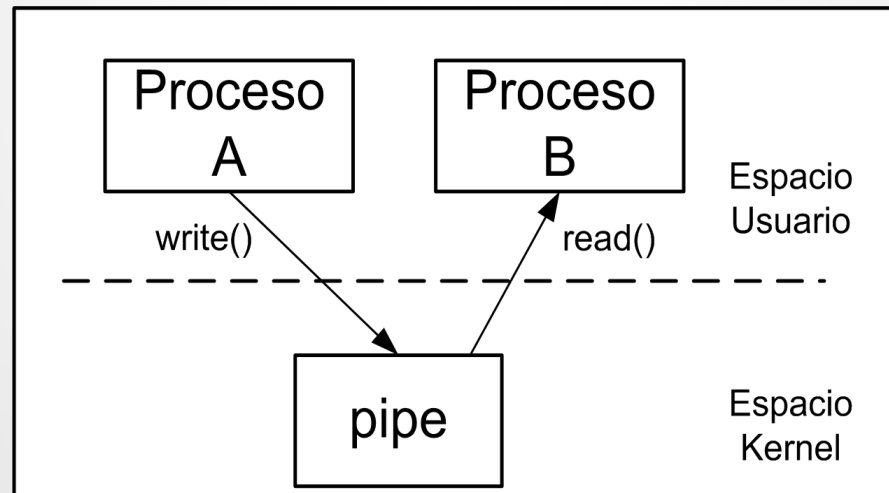 Proceso
A
Proceso
B
Espacio
Usuario
write()
read()
pipe
Espacio
Kernel